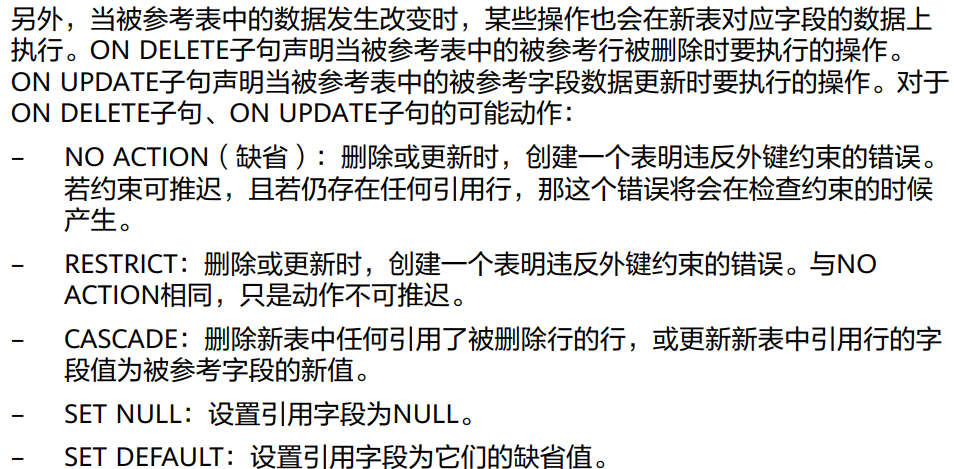 另外，当被参考表中的数据发生改变时，某些操作也会在新表对应字段的数据上
执行。ON DELETE子句声明当被参考表中的被参考行被删除时要执行的操作。
ON UPDATE子句声明当被参考表中的被参考字段数据更新时要执行的操作。对于
ON DELETE子句、ON UPDATE子句的可能动作：
– NO ACTION（缺省）：删除或更新时，创建一个表明违反外键约束的错误。
若约束可推迟，且若仍存在任何引用行，那这个错误将会在检查约束的时候
产生。
– RESTRICT：删除或更新时，创建一个表明违反外键约束的错误。与NO
ACTION相同，只是动作不可推迟。
– CASCADE：删除新表中任何引用了被删除行的行，或更新新表中引用行的字
段值为被参考字段的新值。
– SET NULL：设置引用字段为NULL。
– SET DEFAULT：设置引用字段为它们的缺省值。